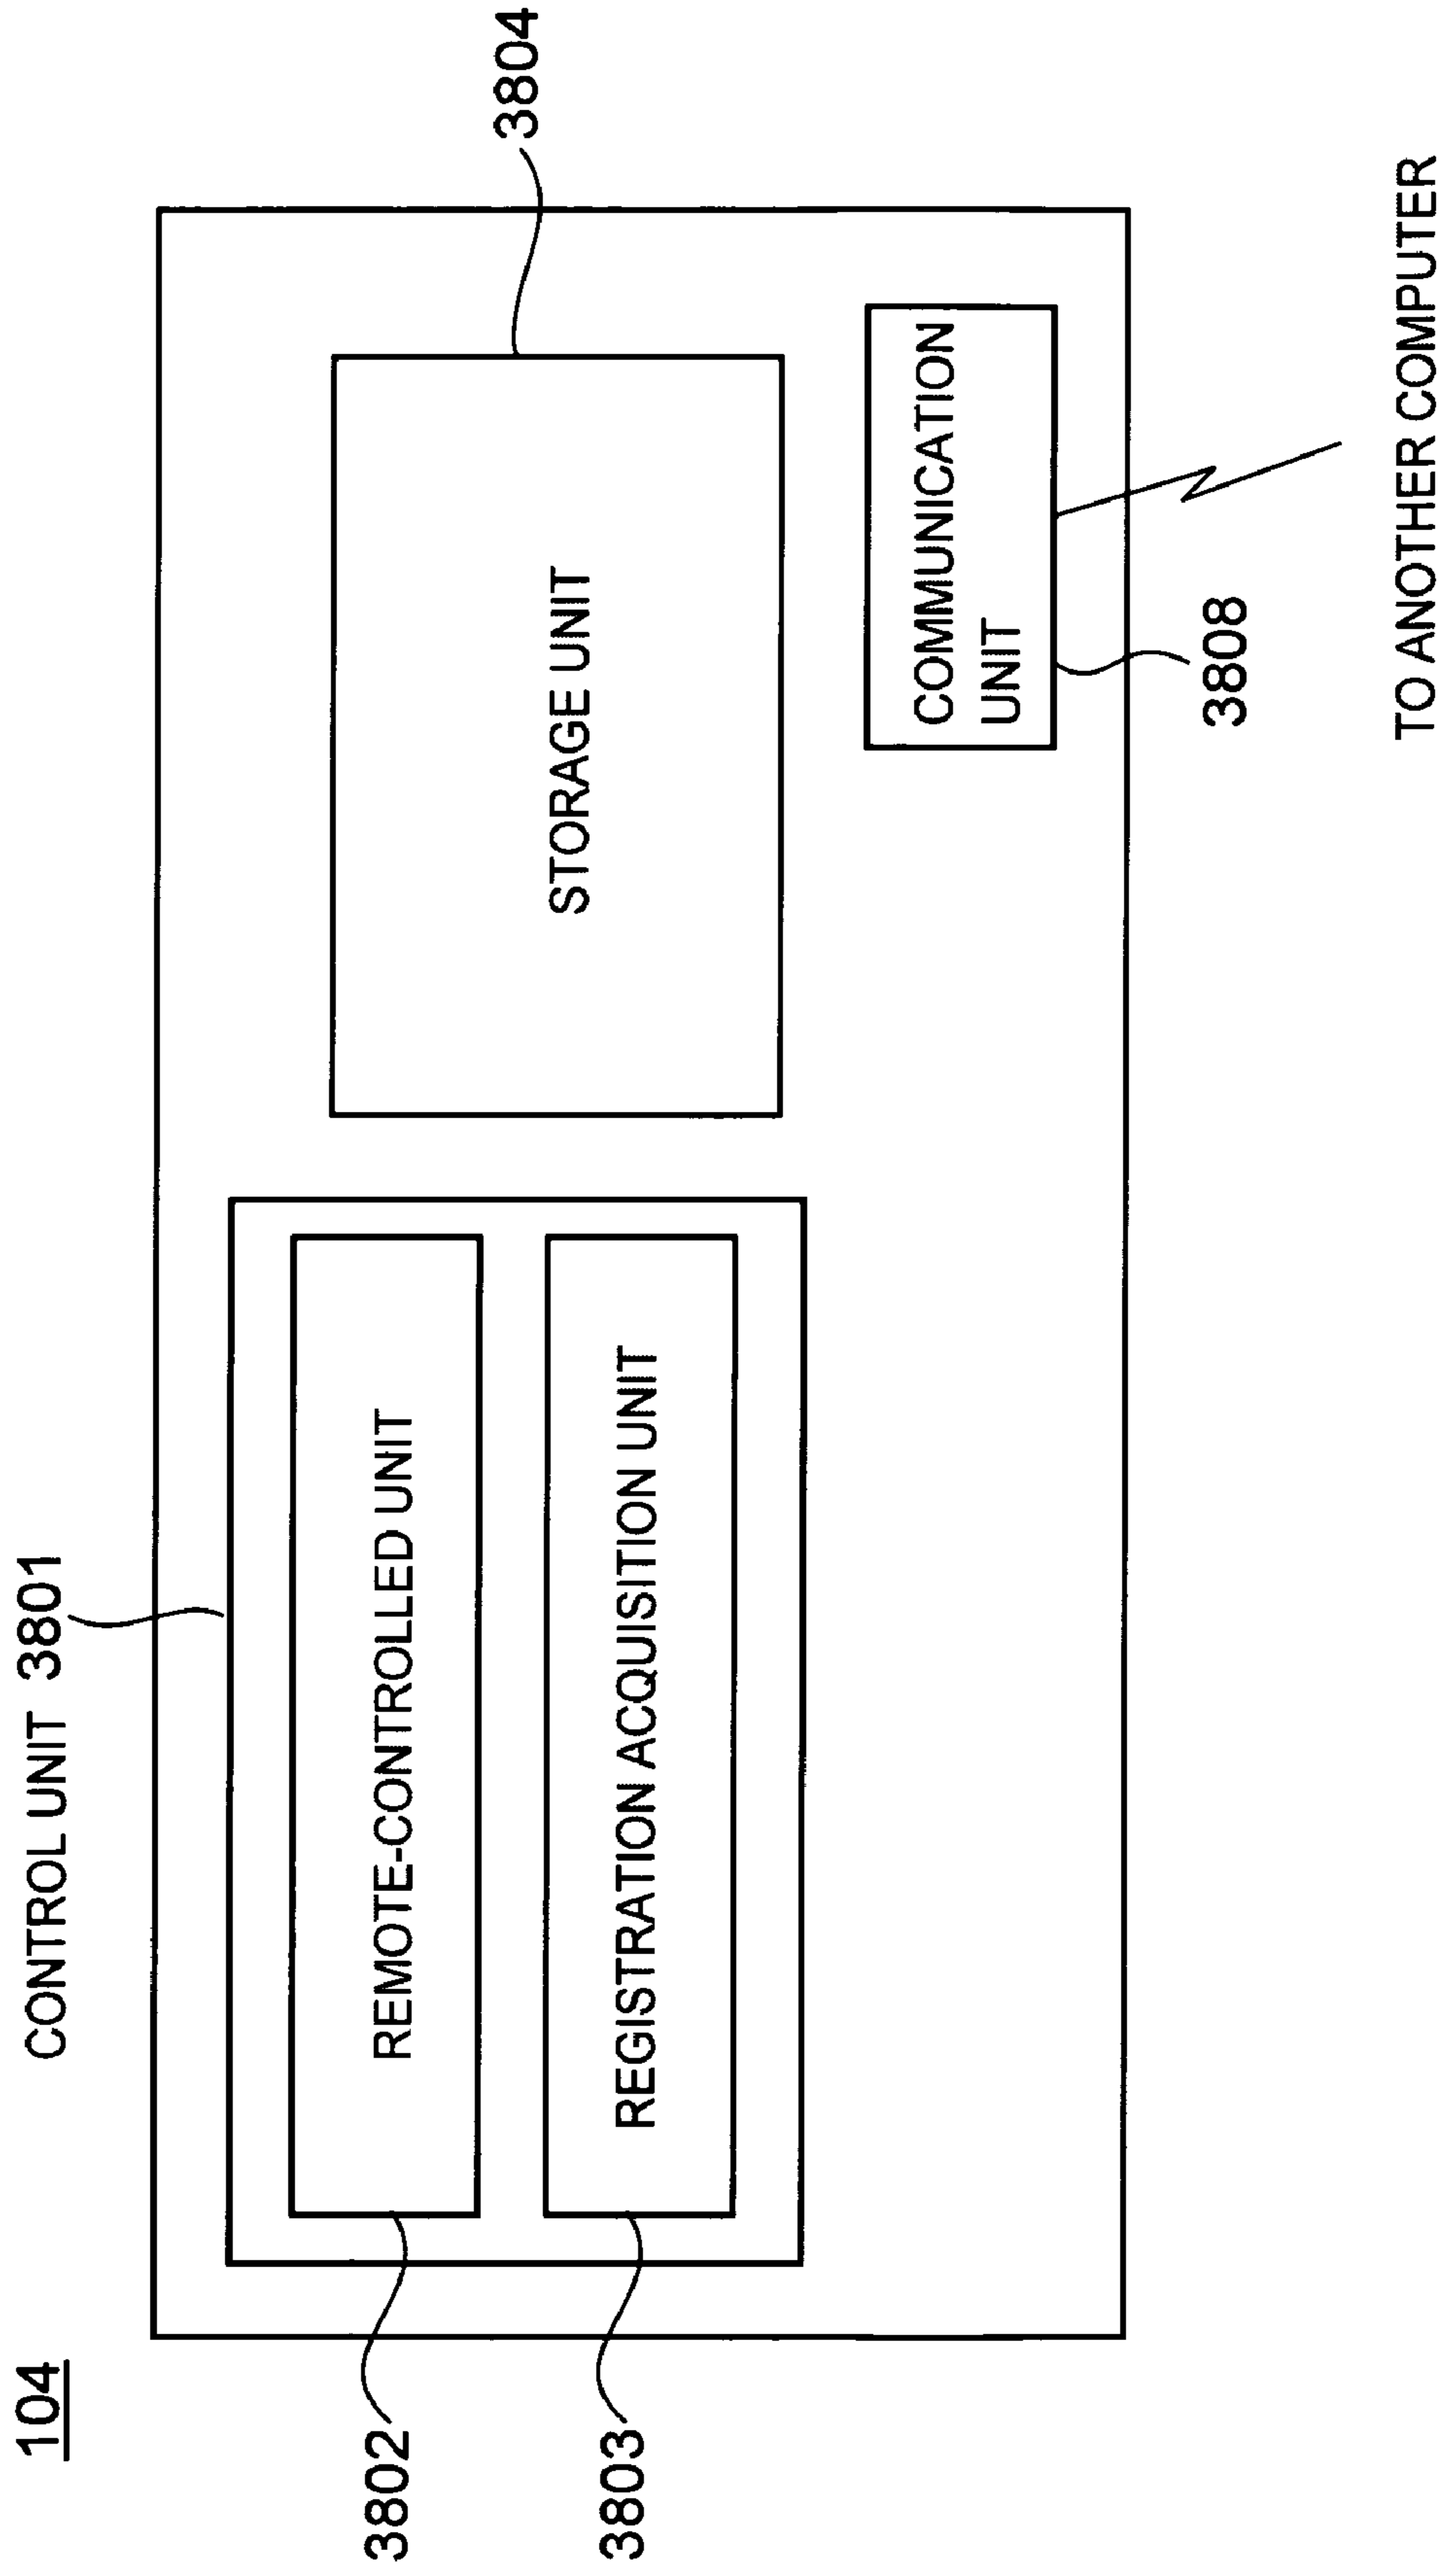 104
CONTROL UNIT 3801
3802
REMOTE-CONTROLLED UNIT
3803
REGISTRATION ACQUISITION UNIT
STORAGE UNIT
3804
COMMUNICATION
UNIT
3808
TO ANOTHER COMPUTER